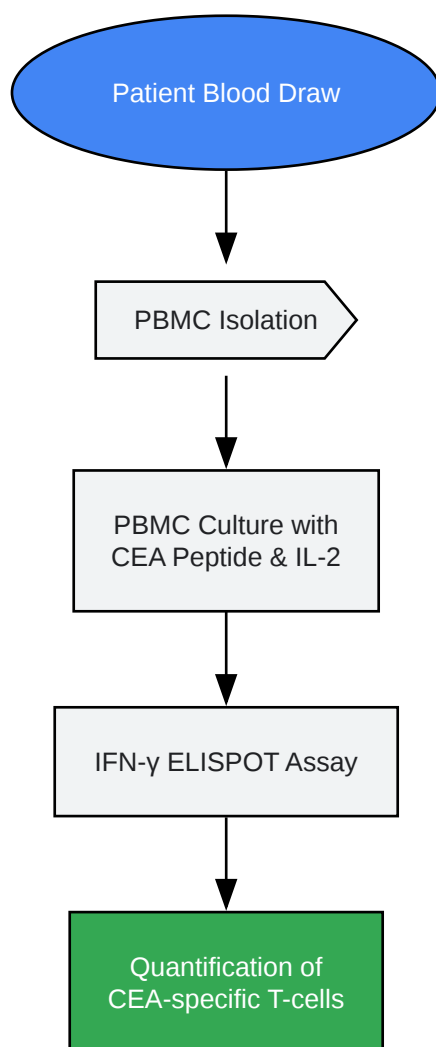 Patient Blood Draw
PBMC Isolation
PBMC Culture with
CEA Peptide & IL-2
IFN-γ ELISPOT Assay
Quantification of
CEA-specific T-cells